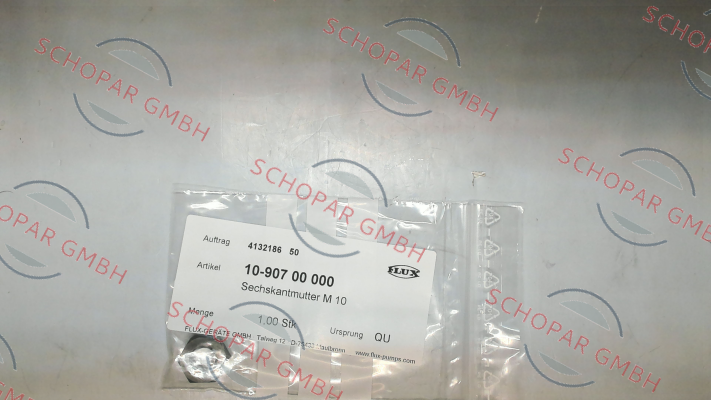 SCHOPAR GMBH
SCHOPAR GMBH
SCHOPAR GMBH
SCHOPAR GMBH
SCHOPAR GMBH
SCHOPAR GMBH
Auftrag 4132186 50
Artikel 10-907 00 000
FLUX
Sechskantmutter M 10
Menge 1,00 Stk Ursprung QU
FLUX-GERÄTE GMBH Talweg 12 www.flux-pumps.com
SCHOPAR GMBH
SCHOPAR GMBH